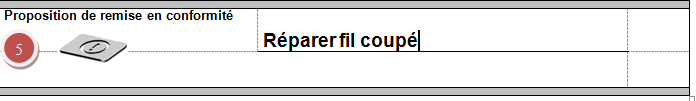 Proposition de remise en conformité
5
Réparer fil coupé